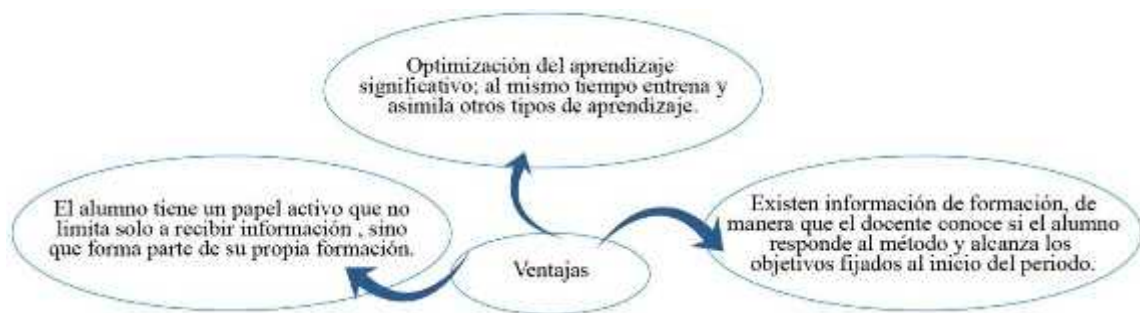 Optimización del aprendizaje
significativo; al mismo tiempo entrena y
asimila otros tipos de aprendizaje.
El alumno tiene un papel activo que no
limita solo a recibir información , sino
que forma parte de su propia formación.
Ventajas
Existen información de formación, de
manera que el docente conoce si el alumno
responde al método y alcanza los
objetivos fijados al inicio del periodo.